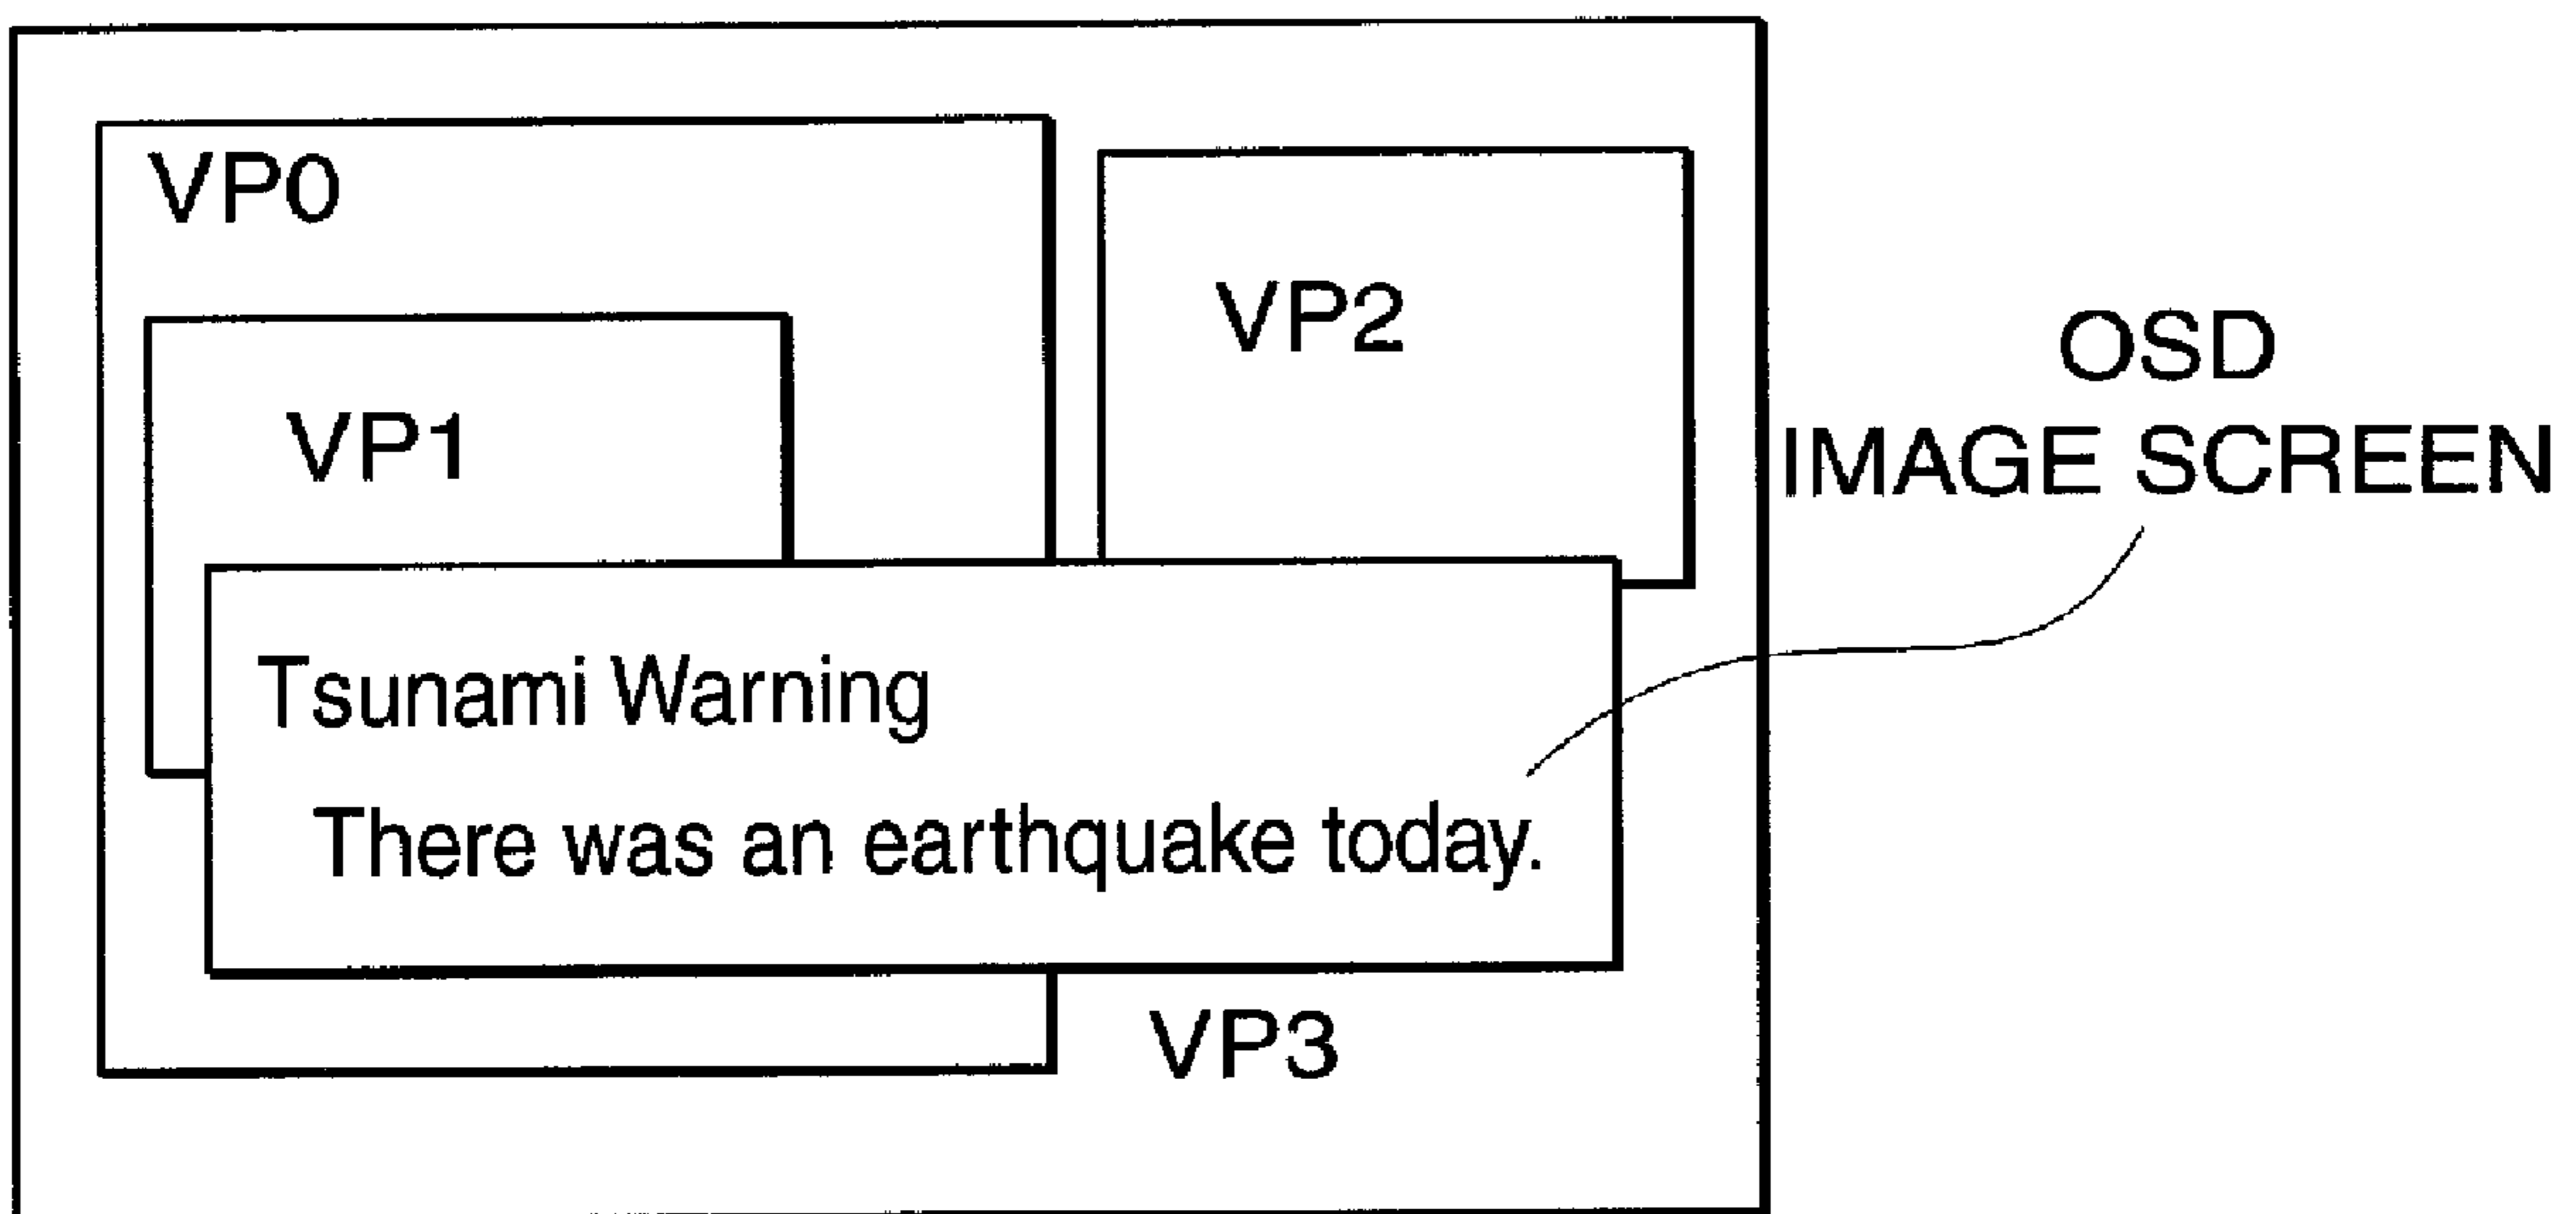 VP0
VP2
VP1
OSD
IMAGE SCREEN
Tsunami Warning
There was an earthquake today.
VP3